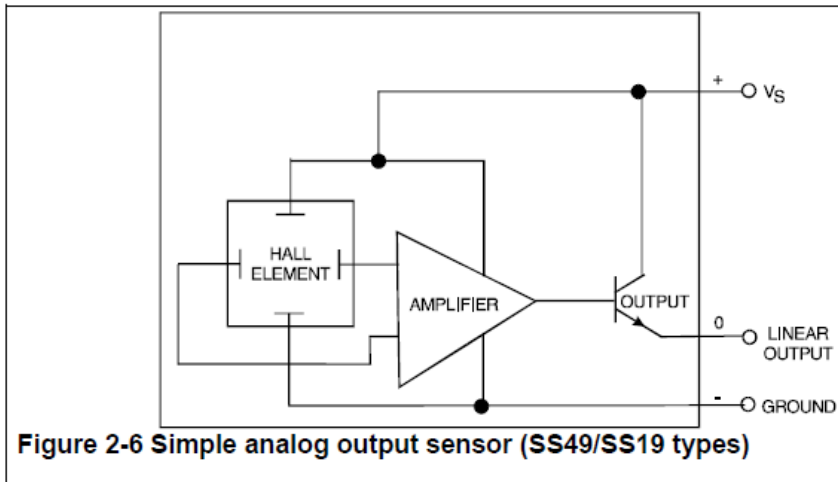 +
VS
HALL
ELEMENT
AMPLIFIER
OUTPUT
0
LINEAR
OUTPUT
-
GROUND
Figure 2-6 Simple analog output sensor (SS49/SS19 types)